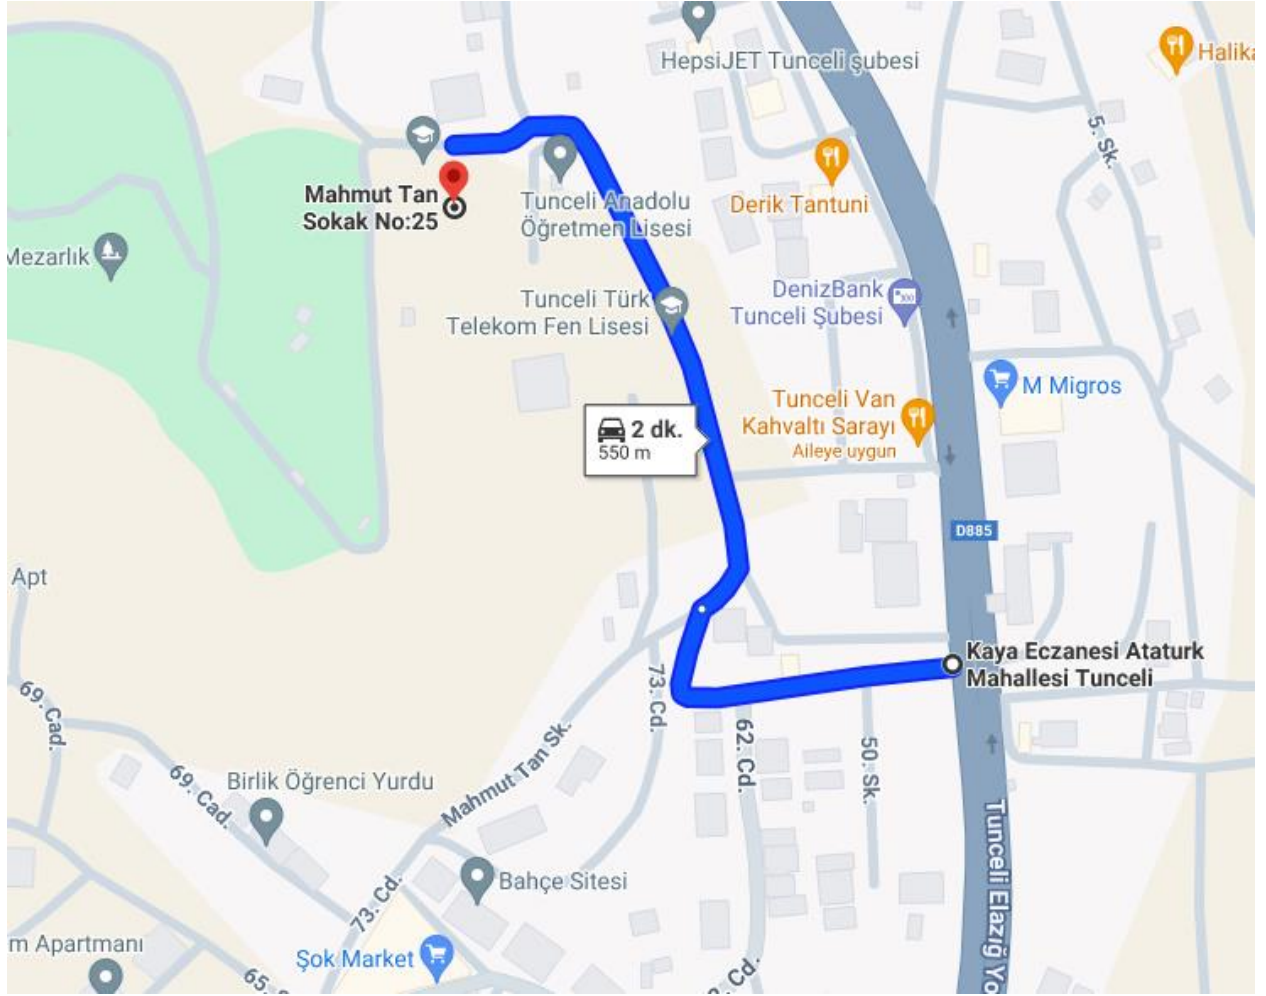 HepsiJET Tunceli şubesi
5. Sk.
Mahmut Tan
Sokak No:25
Tunceli Anadolu
Öğretmen Lisesi
Derik Tantuni
Mezarlık
Tunceli Türk
Telekom Fen Lisesi
DenizBank
Tunceli Şubesi
M Migros
Tunceli Van
Kahvaltı Sarayı
Aileye uygun
2 dk.
550 m
D885
Apt
Kaya Eczanesi Ataturk
Mahallesi Tunceli
69. Cad.
73. Cd.
62. Cd.
50. Sk.
Mahmut Tan Sk.
69. Cad.
Birlik Öğrenci Yurdu
Tunceli Elazığ Yo
Bahçe Sitesi
73. Cd.
m Apartmanı
Şok Market
65.
Cd.